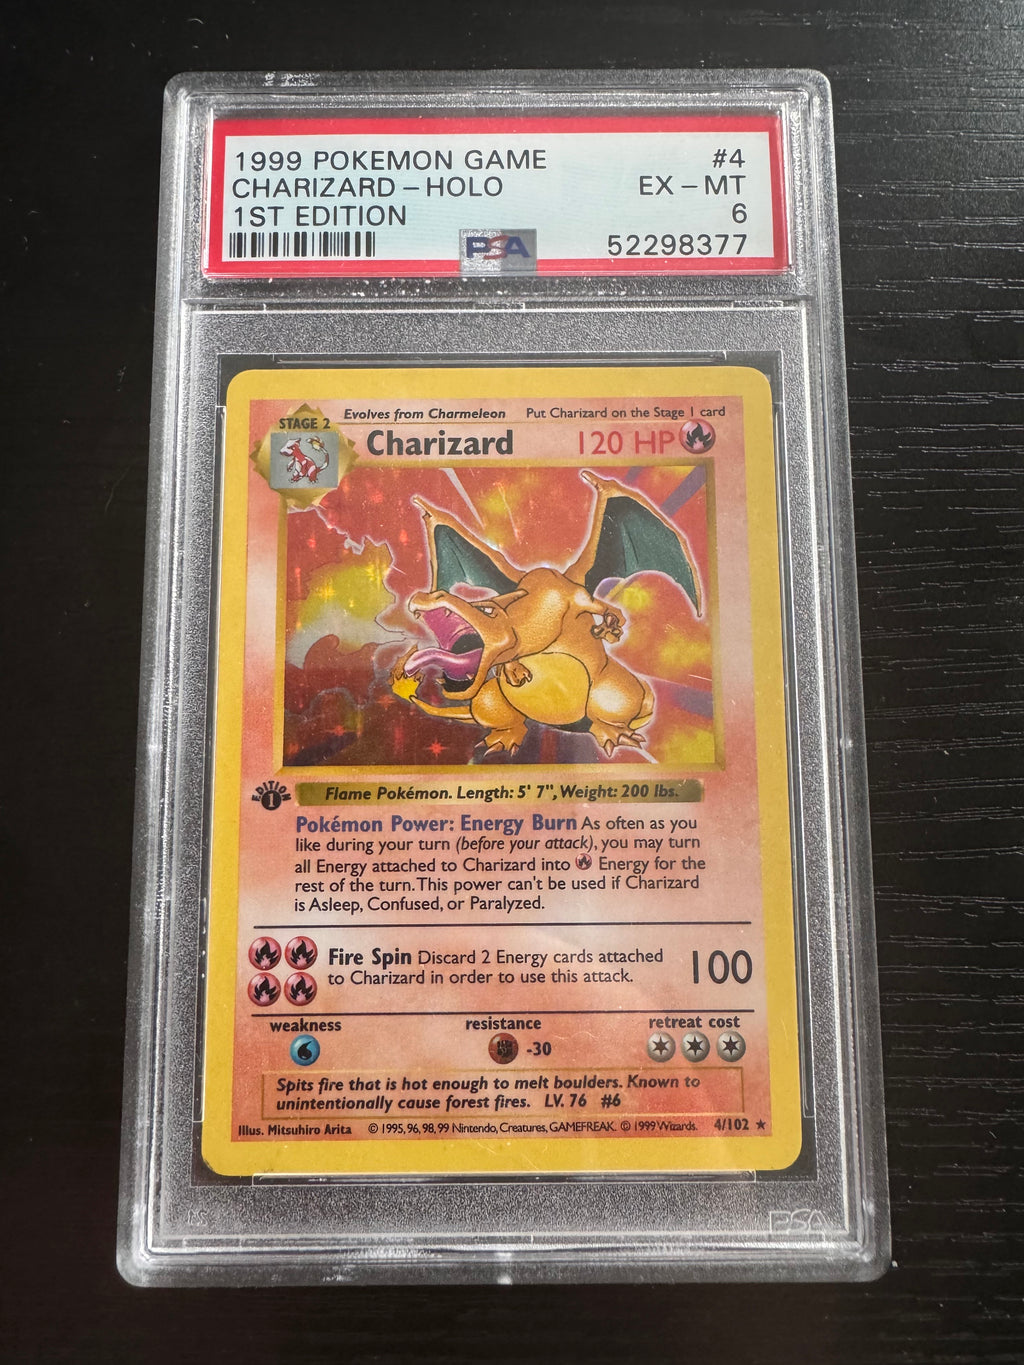 1999 POKEMON GAME #4
CHARIZARD - HOLO EX - MT
1ST EDITION 6
PSA 52298377
Evolves from Charmeleon Put Charizard on the Stage 1 card
STAGE 2
Charizard 120 HP
EDITION
1
Flame Pokémon. Length: 5' 7", Weight: 200 lbs.
Pokémon Power: Energy Burn As often as you
like during your turn (before your attack), you may turn
all Energy attached to Charizard into Energy for the
rest of the turn. This power can't be used if Charizard
is Asleep, Confused, or Paralyzed.
Fire Spin Discard 2 Energy cards attached
to Charizard in order to use this attack.
100
weakness resistance retreat cost
-30
Spits fire that is hot enough to melt boulders. Known to
unintentionally cause forest fires. LV. 76 #6
Illus. Mitsuhiro Arita © 1995, 96, 98, 99 Nintendo, Creatures, GAMEFREAK. © 1999 Wizards. 4/102 ★
PSA